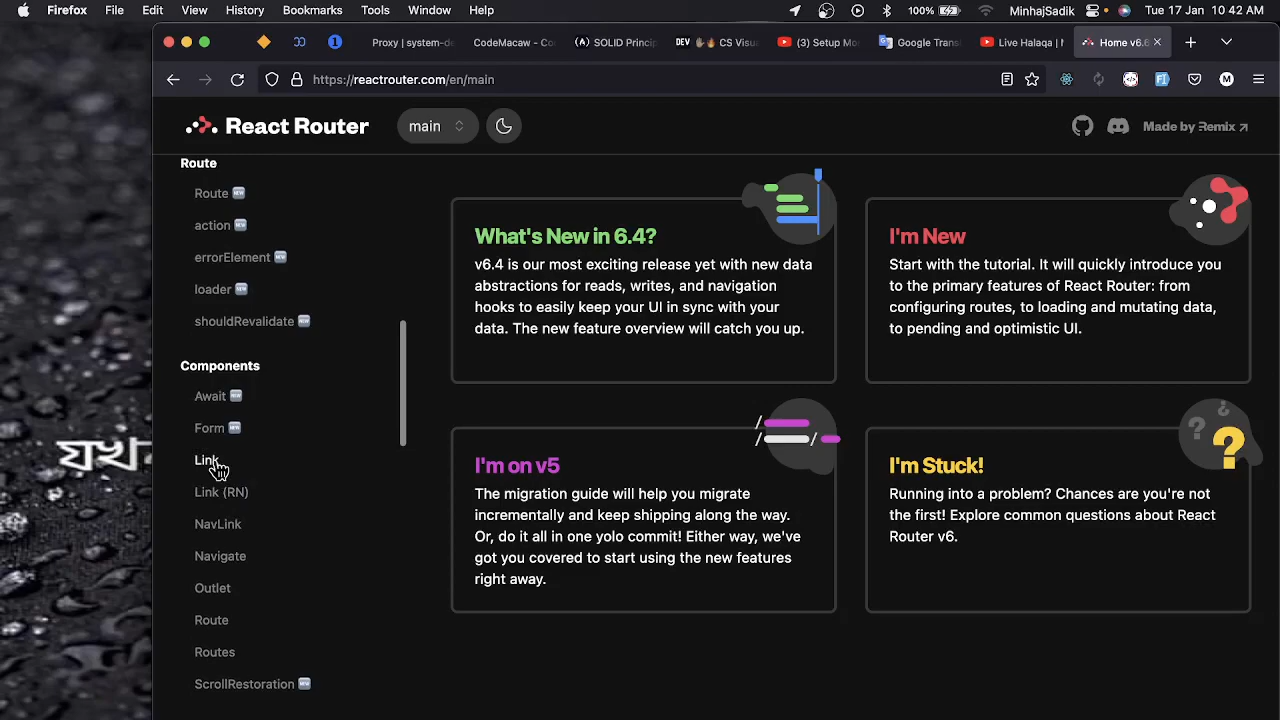 Firefox File Edit View History Bookmarks Tools Window Help 100% MinhajSadik Tue 17 Jan 10:42 AM
Proxy | system-de CodeMacaw - Co (A) SOLID Princip DEV CS Visu (3) Setup Mo Google Trans Live Halaqa | Home v6.6
https://reactrouter.com/en/main
React Router main Made by Remix
Route
Route NEW
action NEW
errorElement NEW
loader NEW
shouldRevalidate NEW
Components
Await NEW
Form NEW
Link
Link (RN)
NavLink
Navigate
Outlet
Route
Routes
ScrollRestoration NEW
What's New in 6.4?
v6.4 is our most exciting release yet with new data
abstractions for reads, writes, and navigation
hooks to easily keep your UI in sync with your
data. The new feature overview will catch you up.
I'm New
Start with the tutorial. It will quickly introduce you
to the primary features of React Router: from
configuring routes, to loading and mutating data,
to pending and optimistic UI.
I'm on v5
The migration guide will help you migrate
incrementally and keep shipping along the way.
Or, do it all in one yolo commit! Either way, we've
got you covered to start using the new features
right away.
I'm Stuck!
Running into a problem? Chances are you're not
the first! Explore common questions about React
Router v6.